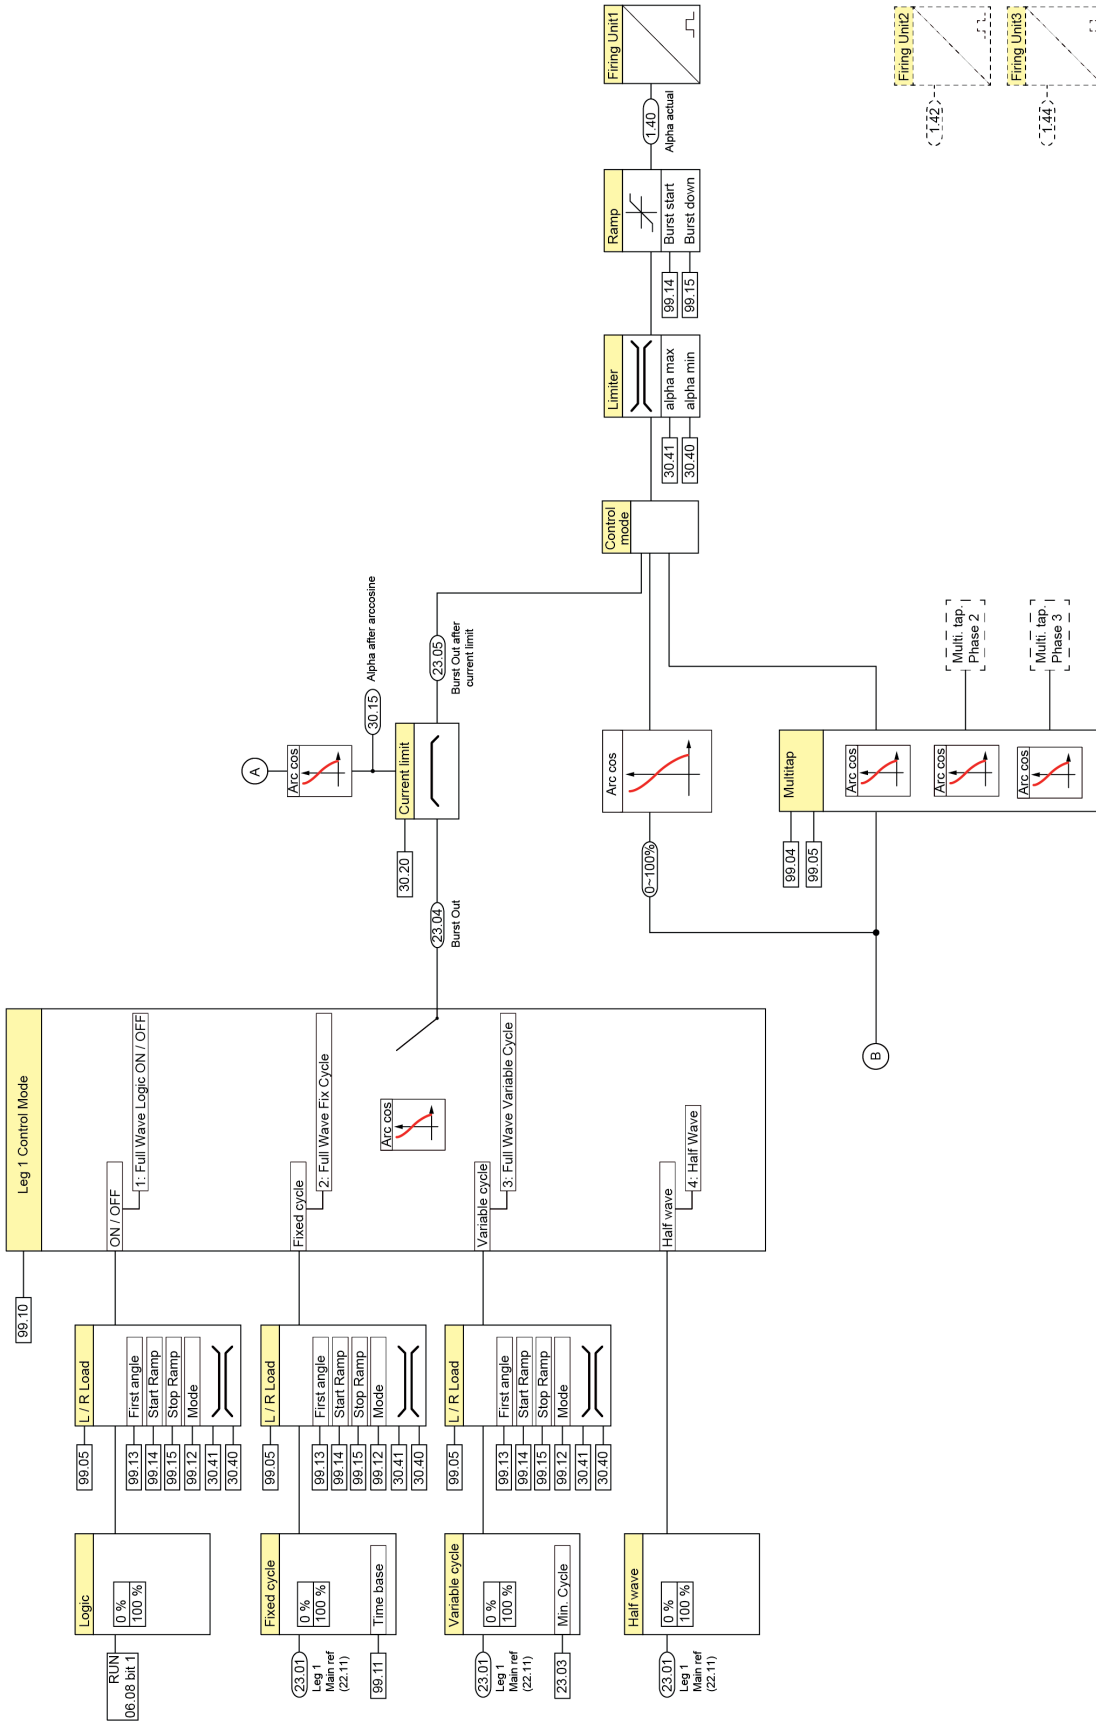 RUN
06.08 bit 1
Logic
0 %
100 %
99.05
L / R Load
99.13
First angle
99.14
Start Ramp
99.15
Stop Ramp
99.12
Mode
30.41
30.40
99.10
Leg 1 Control Mode
ON / OFF
1: Full Wave Logic ON / OFF
23.01
Leg 1
Main ref
(22.11)
99.11
Fixed cycle
0 %
100 %
Time base
99.05
L / R Load
99.13
First angle
99.14
Start Ramp
99.15
Stop Ramp
99.12
Mode
30.41
30.40
Fixed cycle
2: Full Wave Fix Cycle
Arc cos
23.01
Leg 1
Main ref
(22.11)
23.03
Variable cycle
0 %
100 %
Min. Cycle
99.05
L / R Load
99.13
First angle
99.14
Start Ramp
99.15
Stop Ramp
99.12
Mode
30.41
30.40
Variable cycle
3: Full Wave Variable Cycle
23.01
Leg 1
Main ref
(22.11)
Half wave
0 %
100 %
Half wave
4: Half Wave
23.04
Burst Out
A
Arc cos
30.15
Alpha after arccosine
30.20
Current limit
23.05
Burst Out after
current limit
B
0~100%
Arc cos
99.04
99.05
Multitap
Arc cos
Arc cos
Arc cos
Multi. tap.
Phase 2
Multi. tap.
Phase 3
Control
mode
Limiter
30.41
alpha max
30.40
alpha min
Ramp
99.14
Burst start
99.15
Burst down
1.40
Alpha actual
Firing Unit1
1.42
Firing Unit2
1.44
Firing Unit3